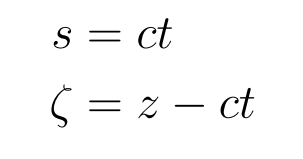 s = ct
ζ = z − ct